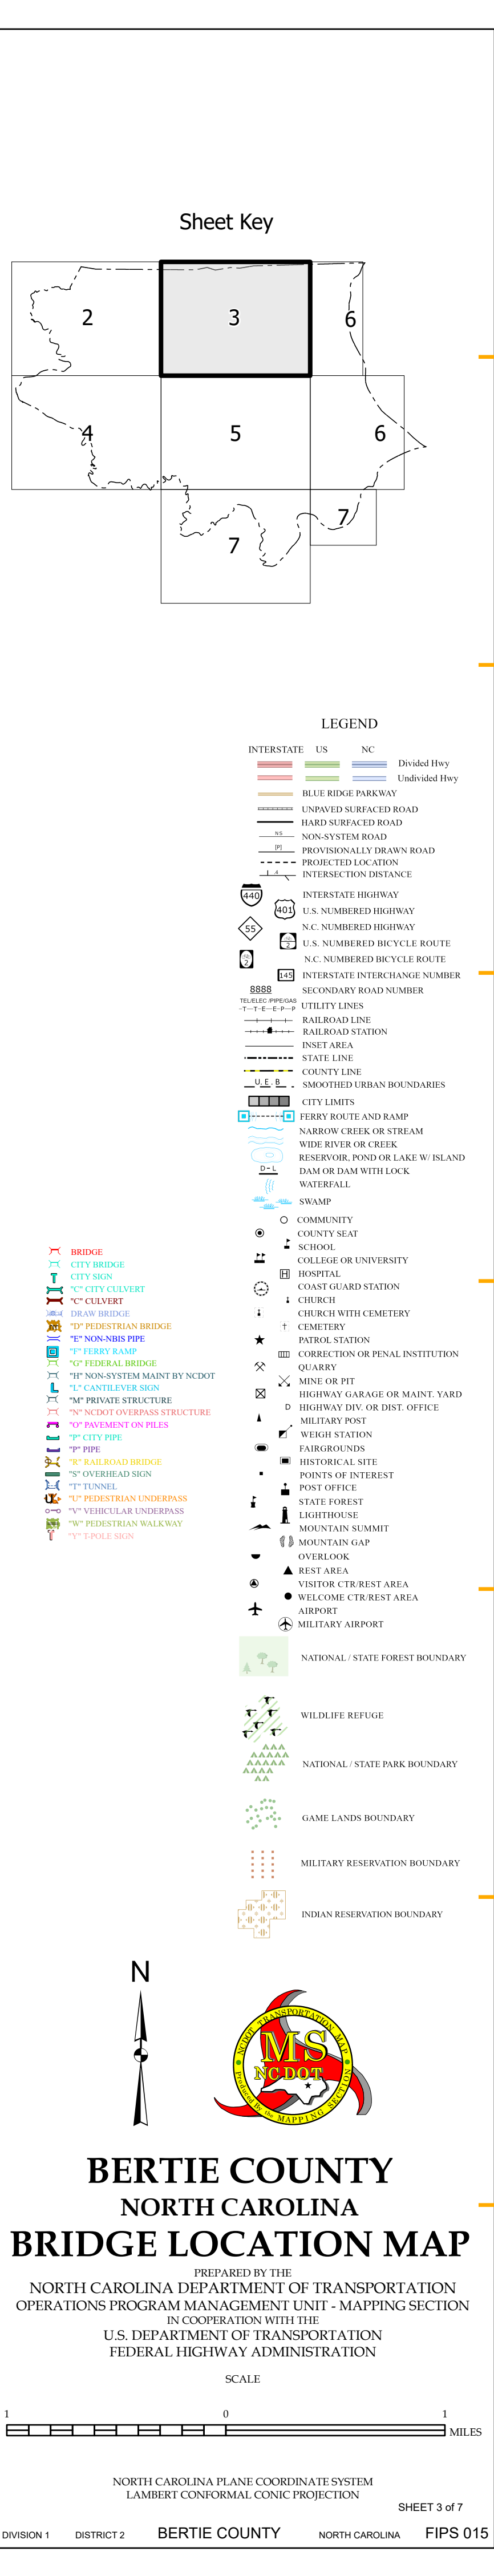 Sheet Key
2
3
6
4
5
6
7
7
LEGEND
INTERSTATE US NC
Divided Hwy
Undivided Hwy
BLUE RIDGE PARKWAY
UNPAVED SURFACED ROAD
HARD SURFACED ROAD
NS NON-SYSTEM ROAD
[P] PROVISIONALLY DRAWN ROAD
PROJECTED LOCATION
.4 INTERSECTION DISTANCE
440 INTERSTATE HIGHWAY
401 U.S. NUMBERED HIGHWAY
55 N.C. NUMBERED HIGHWAY
2 U.S. NUMBERED BICYCLE ROUTE
2 N.C. NUMBERED BICYCLE ROUTE
145 INTERSTATE INTERCHANGE NUMBER
8888 SECONDARY ROAD NUMBER
TEL/ELEC /PIPE/GAS
T T E E P P UTILITY LINES
RAILROAD LINE
RAILROAD STATION
INSET AREA
STATE LINE
COUNTY LINE
U.E.B SMOOTHED URBAN BOUNDARIES
CITY LIMITS
FERRY ROUTE AND RAMP
NARROW CREEK OR STREAM
WIDE RIVER OR CREEK
RESERVOIR, POND OR LAKE W/ ISLAND
D-L DAM OR DAM WITH LOCK
WATERFALL
SWAMP
COMMUNITY
COUNTY SEAT
SCHOOL
COLLEGE OR UNIVERSITY
H HOSPITAL
COAST GUARD STATION
CHURCH
CHURCH WITH CEMETERY
CEMETERY
PATROL STATION
CORRECTION OR PENAL INSTITUTION
QUARRY
MINE OR PIT
HIGHWAY GARAGE OR MAINT. YARD
D HIGHWAY DIV. OR DIST. OFFICE
MILITARY POST
WEIGH STATION
FAIRGROUNDS
HISTORICAL SITE
POINTS OF INTEREST
POST OFFICE
STATE FOREST
LIGHTHOUSE
MOUNTAIN SUMMIT
MOUNTAIN GAP
OVERLOOK
REST AREA
VISITOR CTR/REST AREA
WELCOME CTR/REST AREA
AIRPORT
MILITARY AIRPORT
NATIONAL / STATE FOREST BOUNDARY
WILDLIFE REFUGE
NATIONAL / STATE PARK BOUNDARY
GAME LANDS BOUNDARY
MILITARY RESERVATION BOUNDARY
INDIAN RESERVATION BOUNDARY
BRIDGE
CITY BRIDGE
CITY SIGN
"C" CITY CULVERT
"C" CULVERT
DRAW BRIDGE
"D" PEDESTRIAN BRIDGE
"E" NON-NBIS PIPE
"F" FERRY RAMP
"G" FEDERAL BRIDGE
"H" NON-SYSTEM MAINT BY NCDOT
"L" CANTILEVER SIGN
"M" PRIVATE STRUCTURE
"N" NCDOT OVERPASS STRUCTURE
"O" PAVEMENT ON PILES
"P" CITY PIPE
"P" PIPE
"R" RAILROAD BRIDGE
"S" OVERHEAD SIGN
"T" TUNNEL
"U" PEDESTRIAN UNDERPASS
"V" VEHICULAR UNDERPASS
"W" PEDESTRIAN WALKWAY
"Y" T-POLE SIGN
N
NCDOT TRANSPORTATION MAP
MS
NC DOT
Produced By the MAPPING SECTION
BERTIE COUNTY
NORTH CAROLINA
BRIDGE LOCATION MAP
PREPARED BY THE
NORTH CAROLINA DEPARTMENT OF TRANSPORTATION
OPERATIONS PROGRAM MANAGEMENT UNIT - MAPPING SECTION
IN COOPERATION WITH THE
U.S. DEPARTMENT OF TRANSPORTATION
FEDERAL HIGHWAY ADMINISTRATION
SCALE
1 0 1
MILES
NORTH CAROLINA PLANE COORDINATE SYSTEM
LAMBERT CONFORMAL CONIC PROJECTION
SHEET 3 of 7
DIVISION 1 DISTRICT 2 BERTIE COUNTY NORTH CAROLINA FIPS 015